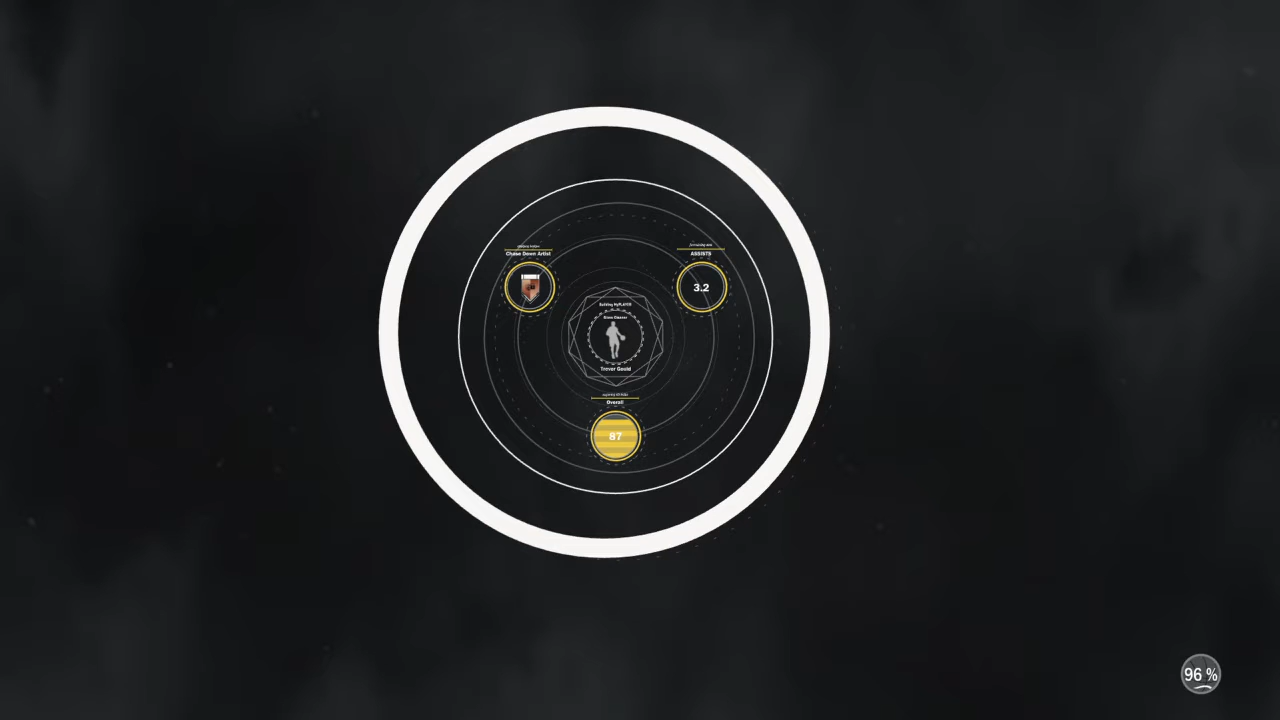 Chase Down Artist
ASSISTS
3.2
Building MyPLAYER
Trevor Gould
Overall
87
96 %